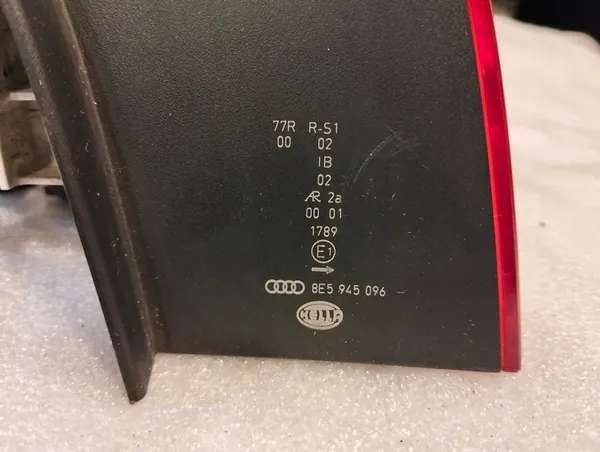 77R R-S1
00 02
IB
02
AR 2a
00 01
1789
E1
8E5 945 096
HELLA